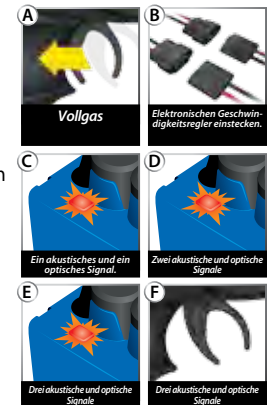 A
B
Vollgas
Elektronischen Geschwin-
digkeitsregler einstecken.
n
C
D
Ein akustisches und ein
optisches Signal.
Zwei akustische und optische
Signale
E
F
Drei akustische und optische
Signale
Drei akustische und optische
Signale